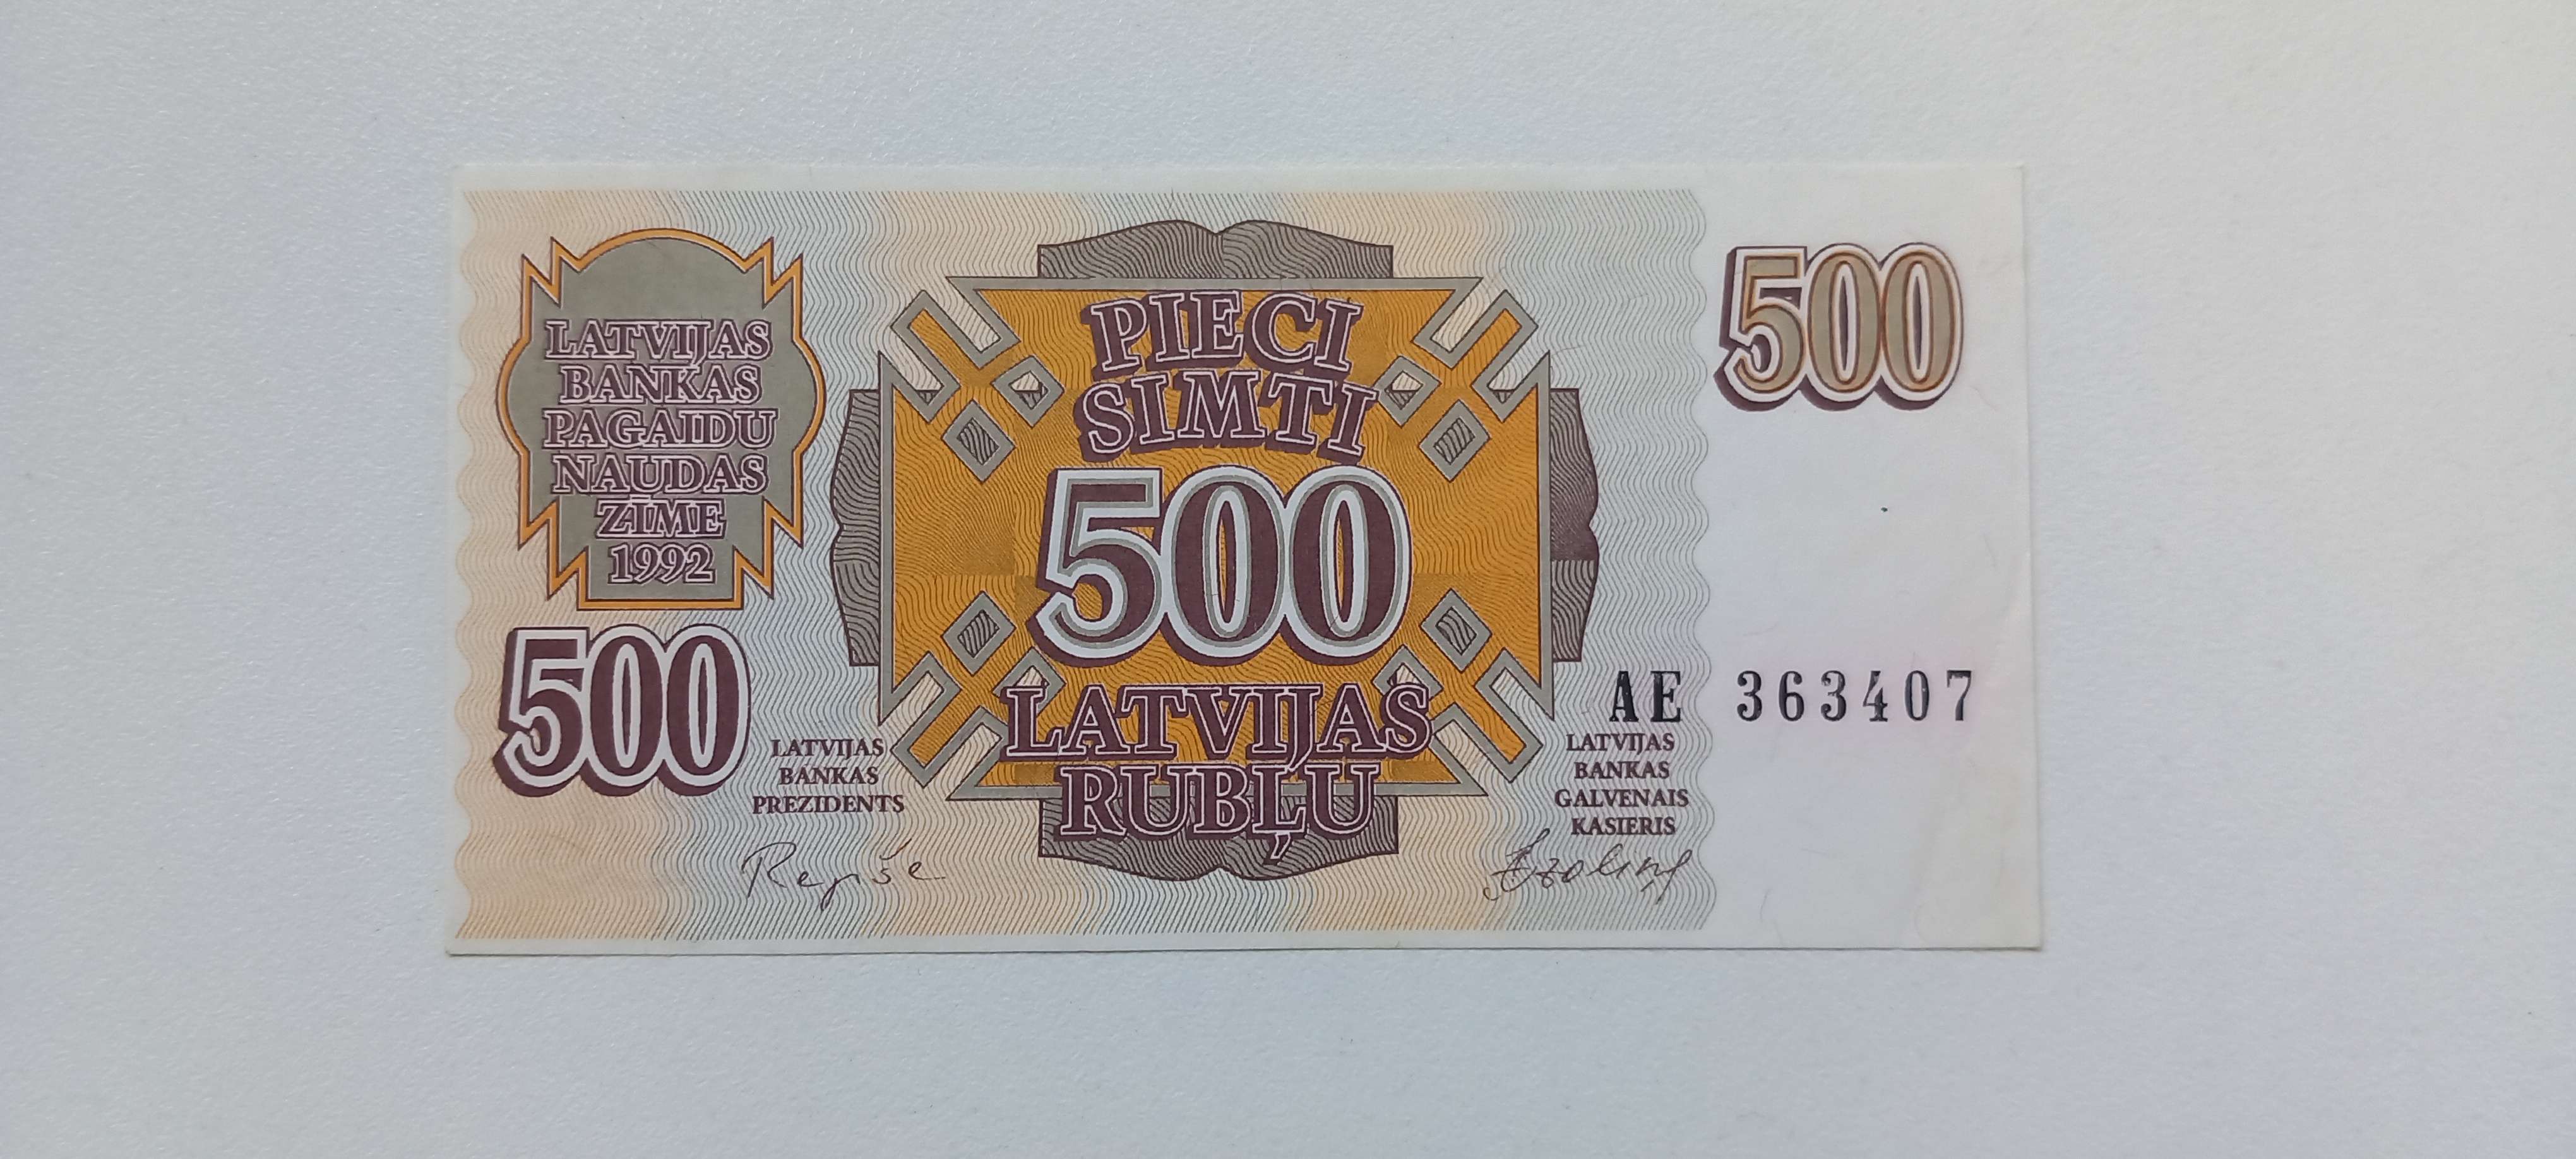 LATVIJAS
BANKAS
PAGAIDU
NAUDAS
ZĪME
1992
500
PIECI
SIMTI
500
LATVIJAS
RUBĻU
500
AE 363407
LATVIJAS
BANKAS
PREZIDENTS
Repše
LATVIJAS
BANKAS
GALVENAIS
KASIERIS